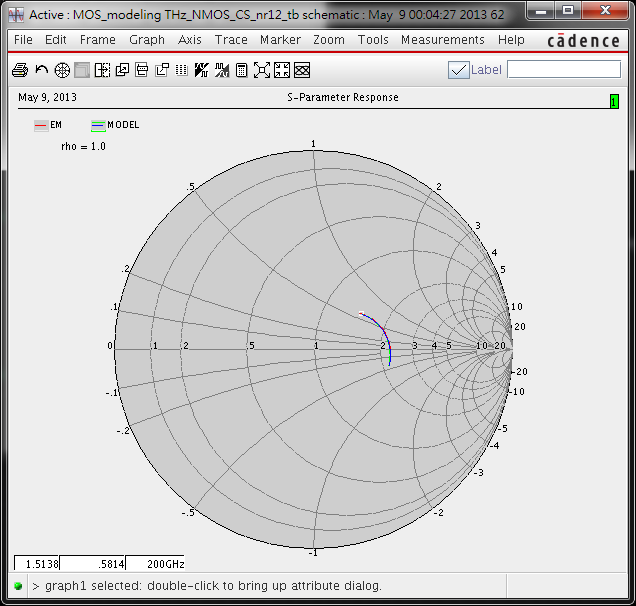 Active : MOS_modeling THz_NMOS_CS_nr12_tb schematic : May 9 00:04:27 2013 62
File Edit Frame Graph Axis Trace Marker Zoom Tools Measurements Help cādence
Label
May 9, 2013 S-Parameter Response 1
EM MODEL
rho = 1.0
1
.5 2
3
4
.2 5
.1 10
20
0 .1 .2 .5 1 2 3 4 5 10 20
-20
-.1 -10
-.2 -5
-4
-3
-.5 -2
-1
1.5138 .5814 200GHz
> graph1 selected: double-click to bring up attribute dialog.